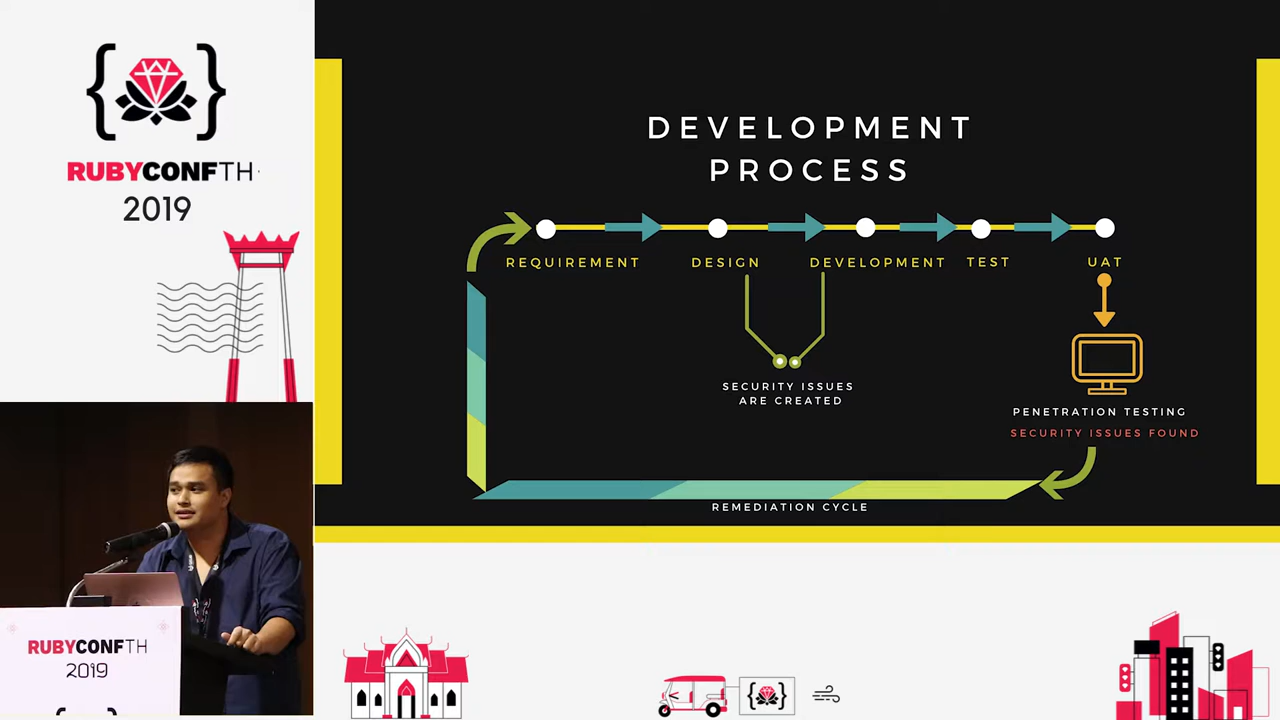 RUBYCONFTH
2019
DEVELOPMENT
PROCESS
REQUIREMENT
DESIGN
DEVELOPMENT
TEST
UAT
SECURITY ISSUES
ARE CREATED
PENETRATION TESTING
SECURITY ISSUES FOUND
REMEDIATION CYCLE
RUBYCONFTH
2019